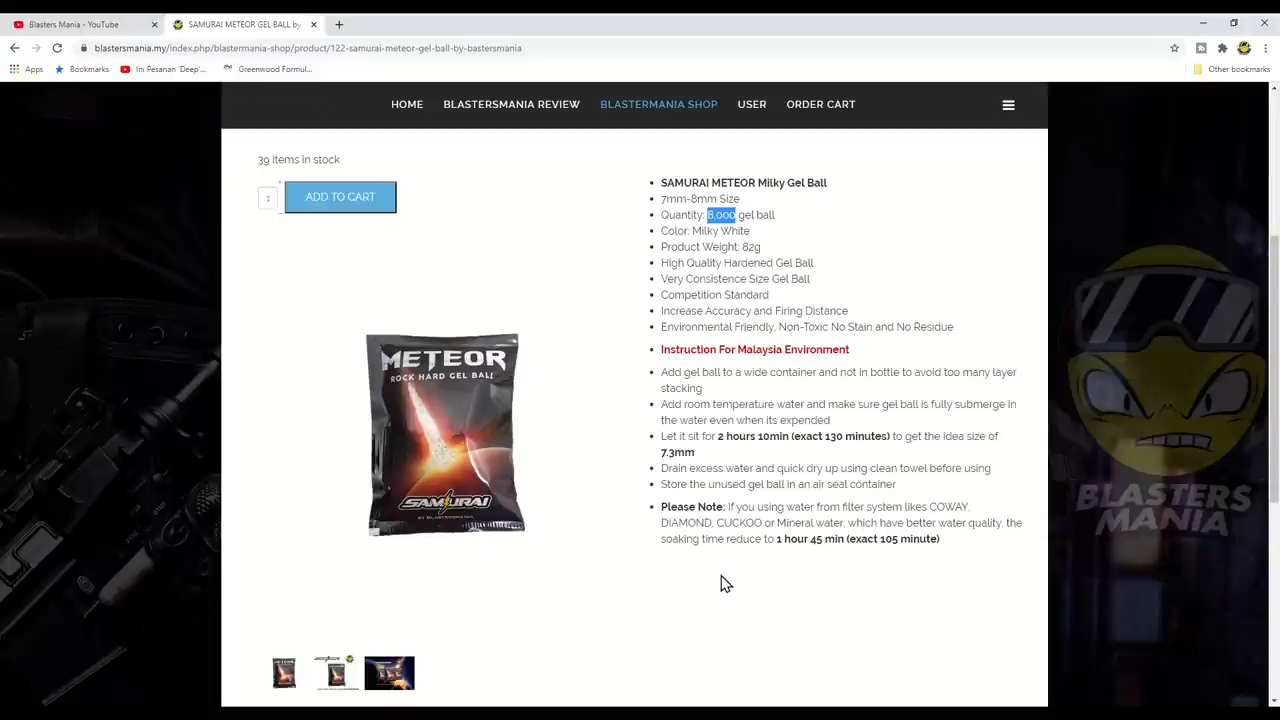 Blasters Mania - YouTube
SAMURAI METEOR GEL BALL by
blastersmania.my/index.php/blastermania-shop/product/122-samurai-meteor-gel-ball-by-bastersmania
Apps
Bookmarks
Ini Pesanan 'Deep'...
Greenwood Formul...
Other bookmarks
HOME
BLASTERSMANIA REVIEW
BLASTERMANIA SHOP
USER
ORDER CART
39 items in stock
1
ADD TO CART
SAMURAI METEOR Milky Gel Ball
7mm-8mm Size
Quantity: 8,000 gel ball
Color: Milky White
Product Weight: 82g
High Quality Hardened Gel Ball
Very Consistence Size Gel Ball
Competition Standard
Increase Accuracy and Firing Distance
Environmental Friendly, Non-Toxic No Stain and No Residue
Instruction For Malaysia Environment
Add gel ball to a wide container and not in bottle to avoid too many layer
stacking
Add room temperature water and make sure gel ball is fully submerge in
the water even when its expended
Let it sit for 2 hours 10min (exact 130 minutes) to get the idea size of
7.3mm
Drain excess water and quick dry up using clean towel before using
Store the unused gel ball in an air seal container
Please Note: If you using water from filter system likes COWAY,
DIAMOND, CUCKOO or Mineral water, which have better water quality, the
soaking time reduce to 1 hour 45 min (exact 105 minute)
METEOR
ROCK HARD GEL BALL
SAMURAI
BY BLASTERSMANIA
BLASTERS
MANIA